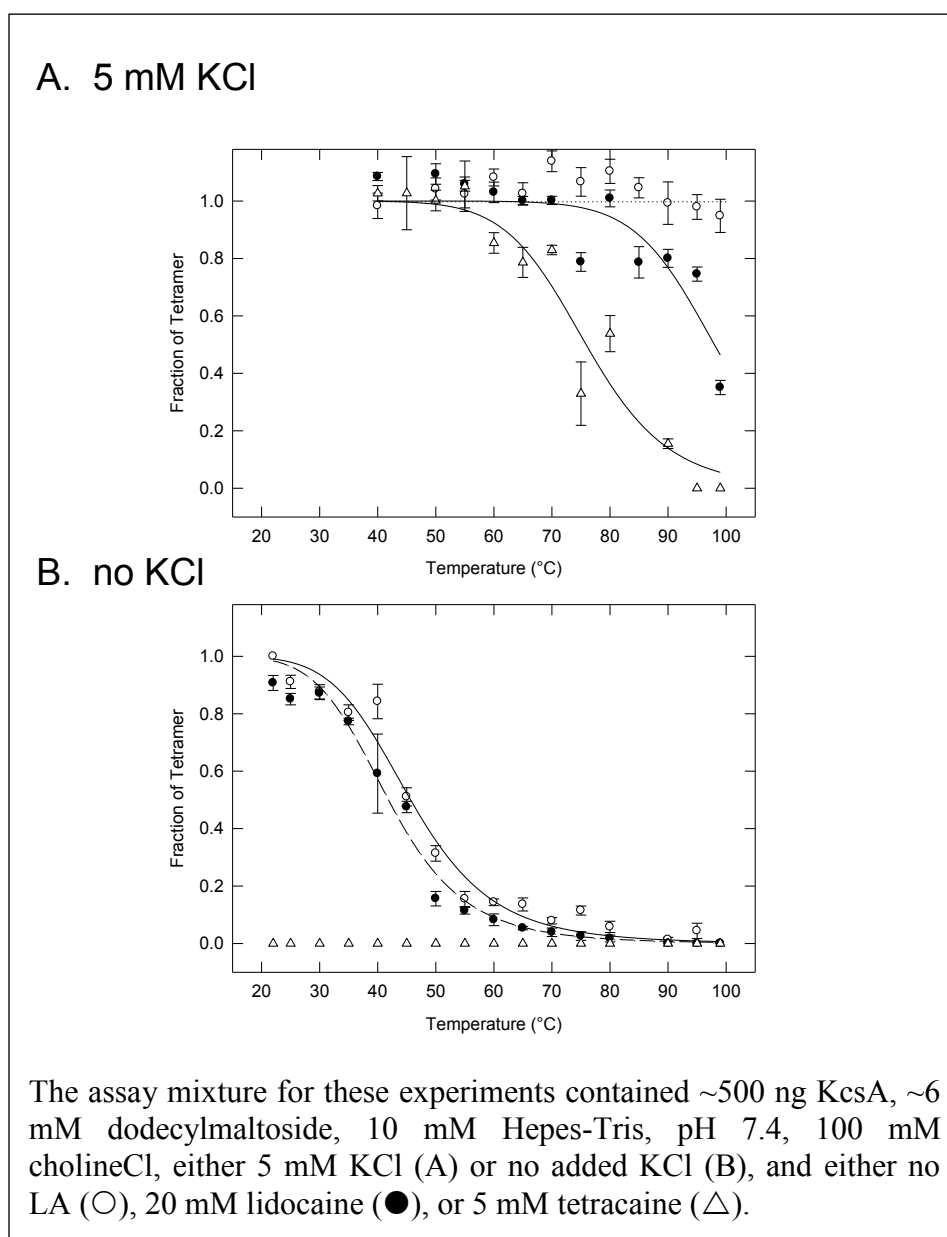 A. 5 mM KCl
Fraction of Tetramer
1.0
0.8
0.6
0.4
0.2
0.0
20 30 40 50 60 70 80 90 100
Temperature (°C)
B. no KCl
Fraction of Tetramer
1.0
0.8
0.6
0.4
0.2
0.0
20 30 40 50 60 70 80 90 100
Temperature (°C)
The assay mixture for these experiments contained ~500 ng KcsA, ~6
mM dodecylmaltoside, 10 mM Hepes-Tris, pH 7.4, 100 mM
cholineCl, either 5 mM KCl (A) or no added KCl (B), and either no
LA (○), 20 mM lidocaine (●), or 5 mM tetracaine (△).